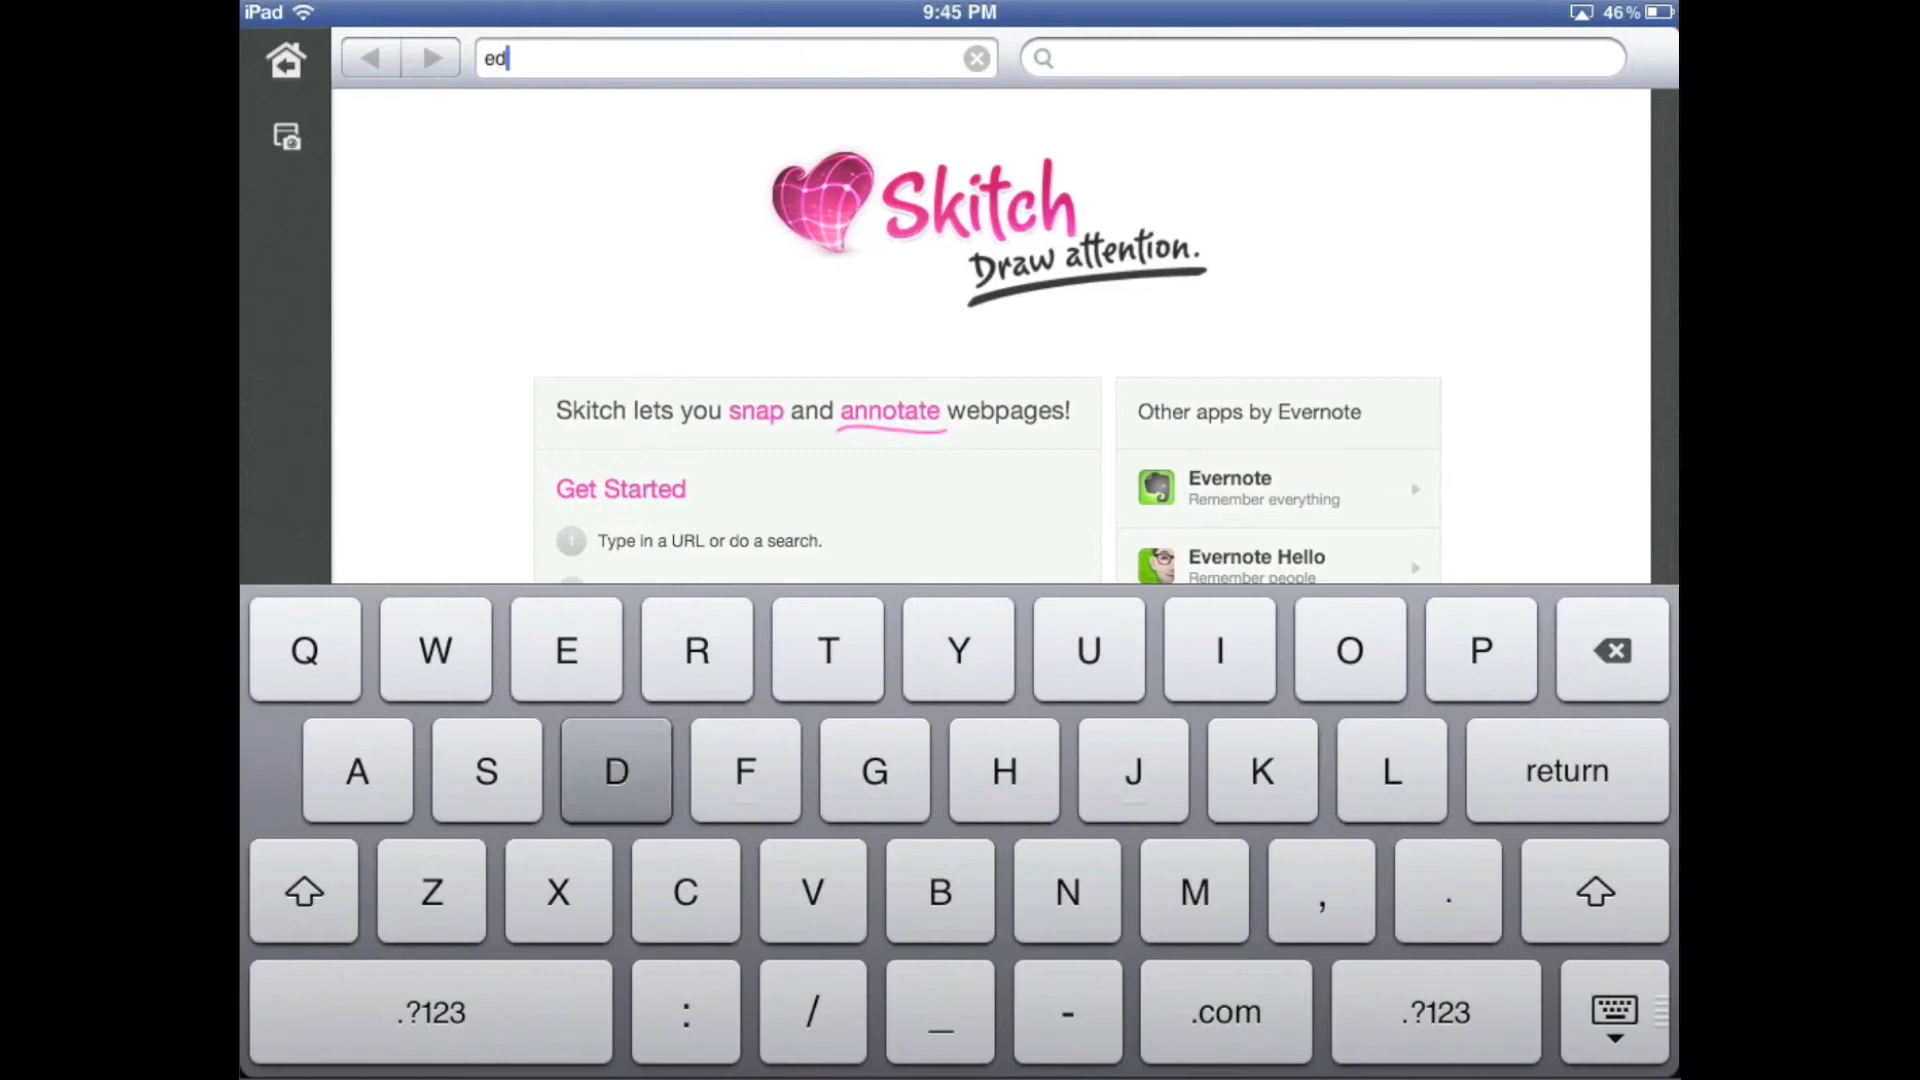 iPad 9:45 PM 46%
ed
Skitch
Draw attention.
Skitch lets you snap and annotate webpages!
Get Started
1 Type in a URL or do a search.
Other apps by Evernote
Evernote
Remember everything
Evernote Hello
Remember people
Q W E R T Y U I O P
A S D F G H J K L return
Z X C V B N M , .
.?123 : / _ - .com .?123